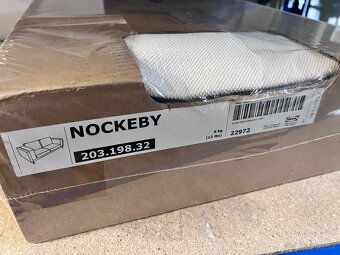 NOCKEBY
203.198.32
6 kg
(13 lbs)
22972